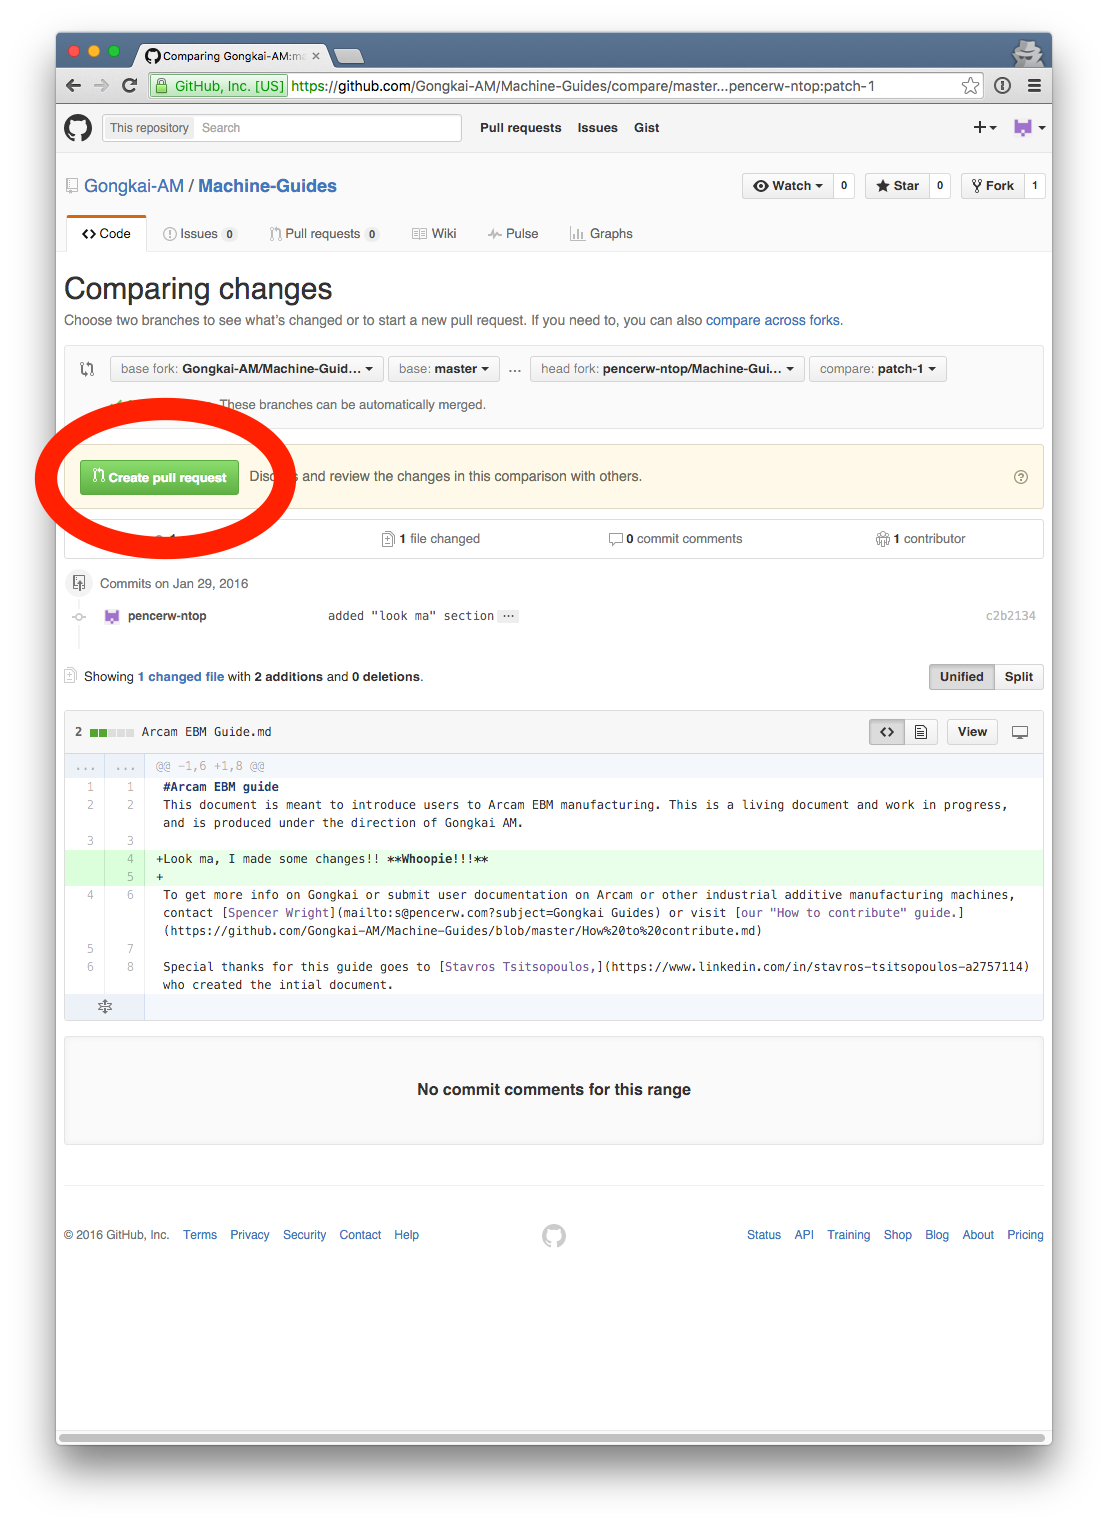 Comparing Gongkai-AM:m
GitHub, Inc. [US] https://github.com/Gongkai-AM/Machine-Guides/compare/master...pencerw-ntop:patch-1
This repository Search Pull requests Issues Gist
Gongkai-AM / Machine-Guides Watch 0 Star 0 Fork 1
Code Issues 0 Pull requests 0 Wiki Pulse Graphs
Comparing changes
Choose two branches to see what's changed or to start a new pull request. If you need to, you can also compare across forks.
base fork: Gongkai-AM/Machine-Guid... base: master ... head fork: pencerw-ntop/Machine-Gui... compare: patch-1
These branches can be automatically merged.
Create pull request Discuss and review the changes in this comparison with others.
1 file changed 0 commit comments 1 contributor
Commits on Jan 29, 2016
pencerw-ntop added "look ma" section ... c2b2134
Showing 1 changed file with 2 additions and 0 deletions. Unified Split
2 Arcam EBM Guide.md View
... ... @@ -1,6 +1,8 @@
1 1 #Arcam EBM guide
2 2 This document is meant to introduce users to Arcam EBM manufacturing. This is a living document and work in progress,
and is produced under the direction of Gongkai AM.
3 3
4 +Look ma, I made some changes!! **Whoopie!!!**
5 +
4 6 To get more info on Gongkai or submit user documentation on Arcam or other industrial additive manufacturing machines,
contact [Spencer Wright](mailto:s@pencerw.com?subject=Gongkai Guides) or visit [our "How to contribute" guide.]
(https://github.com/Gongkai-AM/Machine-Guides/blob/master/How%20to%20contribute.md)
5 7
6 8 Special thanks for this guide goes to [Stavros Tsitsopoulos,](https://www.linkedin.com/in/stavros-tsitsopoulos-a2757114)
who created the intial document.
No commit comments for this range
© 2016 GitHub, Inc. Terms Privacy Security Contact Help Status API Training Shop Blog About Pricing